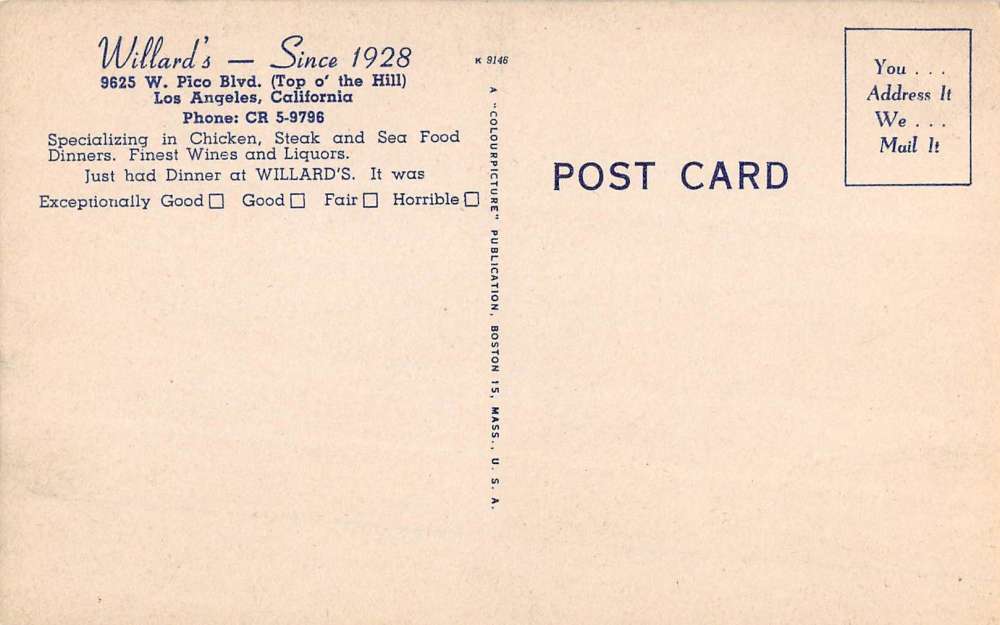 Willard's — Since 1928
9625 W. Pico Blvd. (Top o' the Hill)
Los Angeles, California
Phone: CR 5-9796
Specializing in Chicken, Steak and Sea Food
Dinners. Finest Wines and Liquors.
Just had Dinner at WILLARD'S. It was
Exceptionally Good □ Good □ Fair □ Horrible □
K 9146
A "COLOURPICTURE" PUBLICATION, BOSTON 15, MASS., U. S. A.
POST CARD
You . . .
Address It
We . . .
Mail It